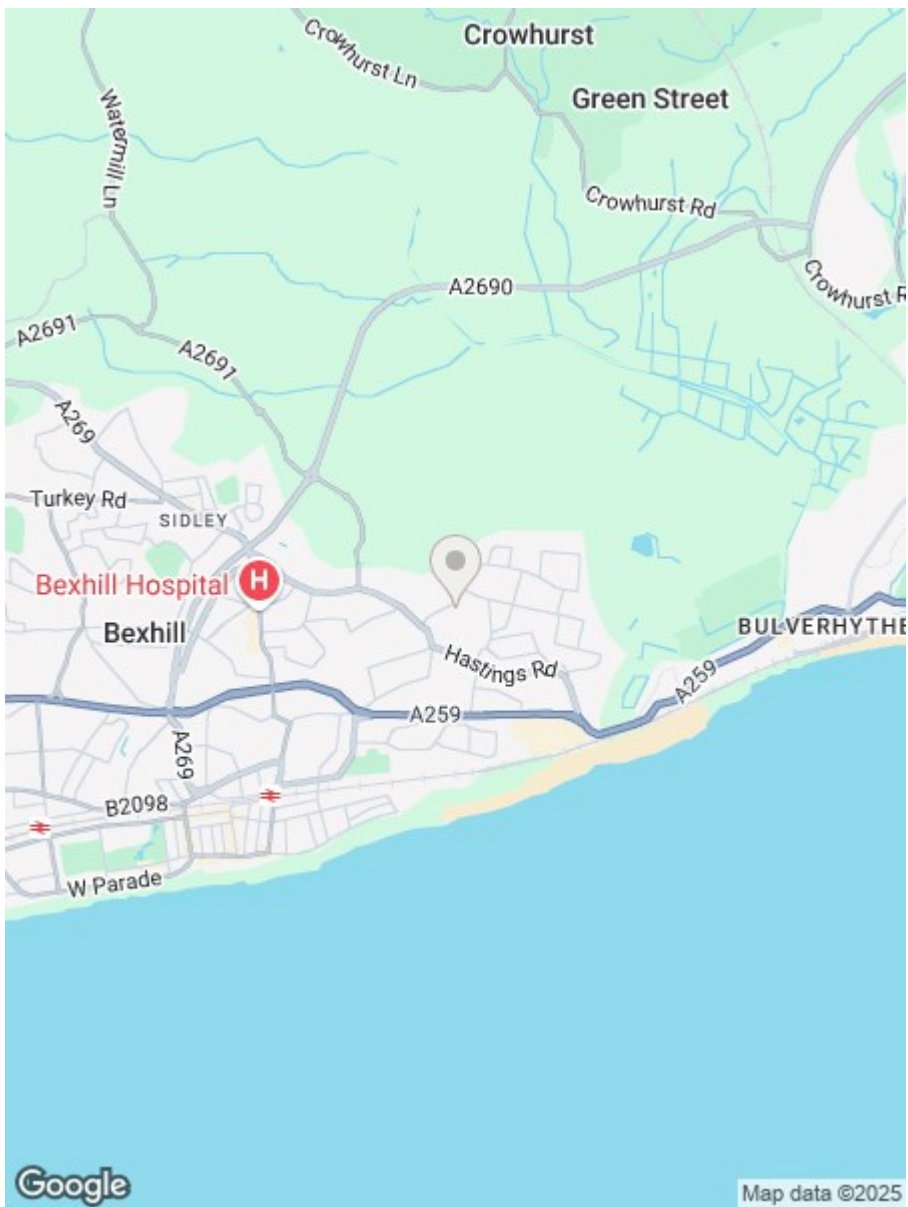 Crowhurst Ln
Crowhurst
Green Street
Watermill Ln
Crowhurst Rd
Crowhurst R
A2690
A2691
A2691
A269
Turkey Rd
SIDLEY
Bexhill Hospital
H
Bexhill
BULVERHYTHE
Hastings Rd
A259
A259
A269
B2098
W Parade
Google
Map data ©2025